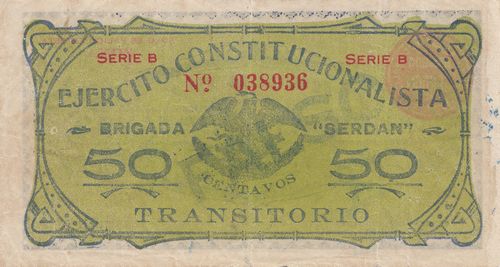 SERIE B SERIE B
EJERCITO CONSTITUCIONALISTA
Nº 038936
BRIGADA "SERDAN"
50 50
CENTAVOS
TRANSITORIO